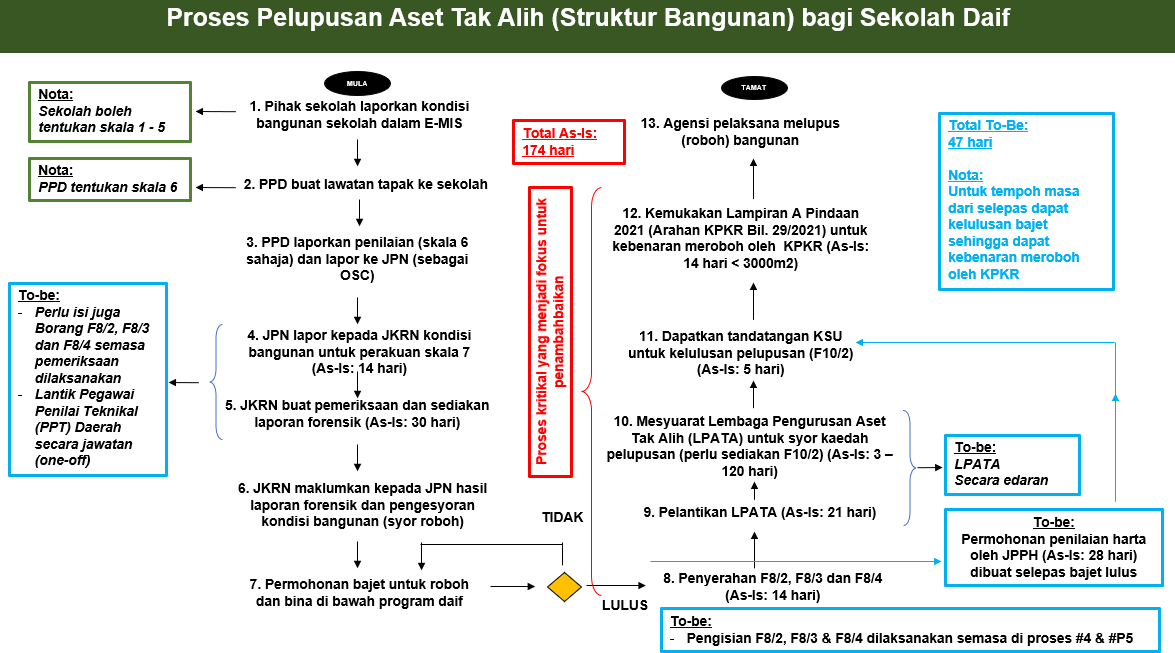 Proses Pelupusan Aset Tak Alih (Struktur Bangunan) bagi Sekolah Daif
MULA
1. Pihak sekolah laporkan kondisi
bangunan sekolah dalam E-MIS
Nota:
Sekolah boleh
tentukan skala 1 - 5
2. PPD buat lawatan tapak ke sekolah
Nota:
PPD tentukan skala 6
3. PPD laporkan penilaian (skala 6
sahaja) dan lapor ke JPN (sebagai
OSC)
4. JPN lapor kepada JKRN kondisi
bangunan untuk perakuan skala 7
(As-Is: 14 hari)
5. JKRN buat pemeriksaan dan sediakan
laporan forensik (As-Is: 30 hari)
To-be:
- Perlu isi juga
Borang F8/2, F8/3
dan F8/4 semasa
pemeriksaan
dilaksanakan
- Lantik Pegawai
Penilai Teknikal
(PPT) Daerah
secara jawatan
(one-off)
6. JKRN maklumkan kepada JPN hasil
laporan forensik dan pengesyoran
kondisi bangunan (syor roboh)
7. Permohonan bajet untuk roboh
dan bina di bawah program daif
TIDAK
LULUS
Total As-Is:
174 hari
Proses kritikal yang menjadi fokus untuk
penambahbaikan
TAMAT
13. Agensi pelaksana melupus
(roboh) bangunan
12. Kemukakan Lampiran A Pindaan
2021 (Arahan KPKR Bil. 29/2021) untuk
kebenaran meroboh oleh KPKR (As-Is:
14 hari < 3000m2)
11. Dapatkan tandatangan KSU
untuk kelulusan pelupusan (F10/2)
(As-Is: 5 hari)
10. Mesyuarat Lembaga Pengurusan Aset
Tak Alih (LPATA) untuk syor kaedah
pelupusan (perlu sediakan F10/2) (As-Is: 3 –
120 hari)
9. Pelantikan LPATA (As-Is: 21 hari)
8. Penyerahan F8/2, F8/3 dan F8/4
(As-Is: 14 hari)
Total To-Be:
47 hari
Nota:
Untuk tempoh masa
dari selepas dapat
kelulusan bajet
sehingga dapat
kebenaran meroboh
oleh KPKR
To-be:
LPATA
Secara edaran
To-be:
Permohonan penilaian harta
oleh JPPH (As-Is: 28 hari)
dibuat selepas bajet lulus
To-be:
- Pengisian F8/2, F8/3 & F8/4 dilaksanakan semasa di proses #4 & #P5